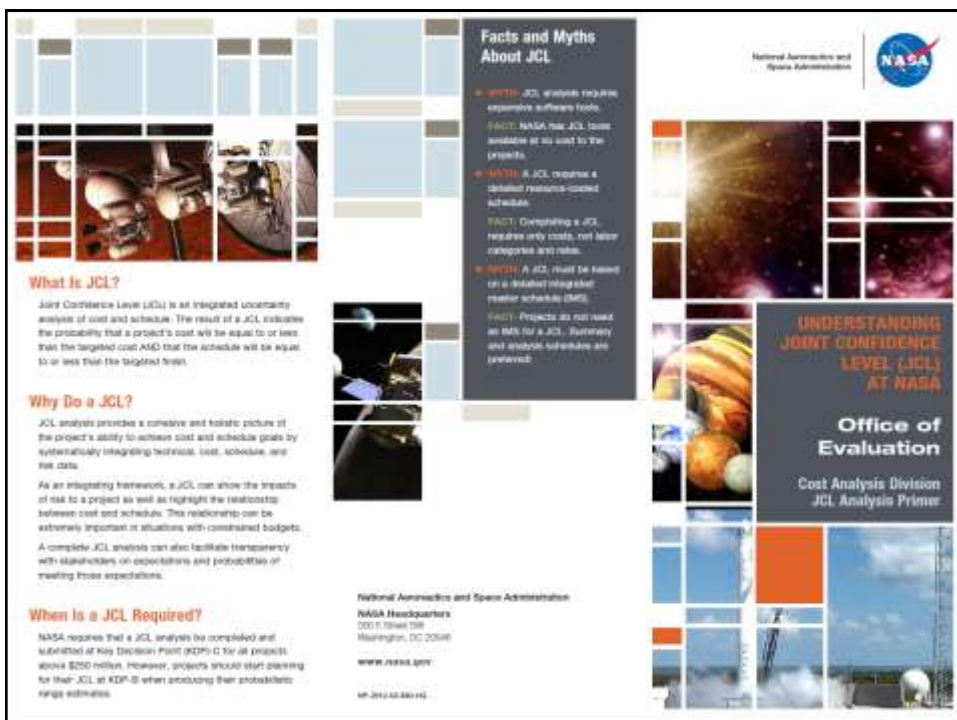 What Is JCL?
Joint Confidence Level (JCL) is an integrated uncertainty
analysis of cost and schedule. The result of a JCL indicates
the probability that a project's cost will be equal to or less
than the targeted cost AND that the schedule will be equal
to or less than the targeted finish.
Why Do a JCL?
JCL analysis provides a cohesive and holistic picture of
the project's ability to achieve cost and schedule goals by
systematically integrating technical, cost, schedule, and
risk data.
As an integrating framework, a JCL can show the impacts
of risk to a project as well as highlight the relationship
between cost and schedule. This relationship can be
extremely important in situations with constrained budgets.
A complete JCL analysis can also facilitate transparency
with stakeholders on expectations and probabilities of
meeting those expectations.
When Is a JCL Required?
NASA requires that a JCL analysis be completed and
submitted at Key Decision Point (KDP)-C for all projects
above $250 million. However, projects should start planning
for their JCL at KDP-B when producing their probabilistic
range estimates.
Facts and Myths
About JCL
MYTH: JCL analysis requires
expensive software tools.
FACT: NASA has JCL tools
available at no cost to the
projects.
MYTH: A JCL requires a
detailed resource-loaded
schedule.
FACT: Completing a JCL
requires only costs, not labor
categories and rates.
MYTH: A JCL must be based
on a detailed integrated
master schedule (IMS).
FACT: Projects do not need
an IMS for a JCL. Summary
and analysis schedules are
preferred!
National Aeronautics and Space Administration
NASA Headquarters
300 E Street SW
Washington, DC 20546
www.nasa.gov
National Aeronautics and
Space Administration
NASA
UNDERSTANDING
JOINT CONFIDENCE
LEVEL (JCL)
AT NASA
Office of
Evaluation
Cost Analysis Division
JCL Analysis Primer